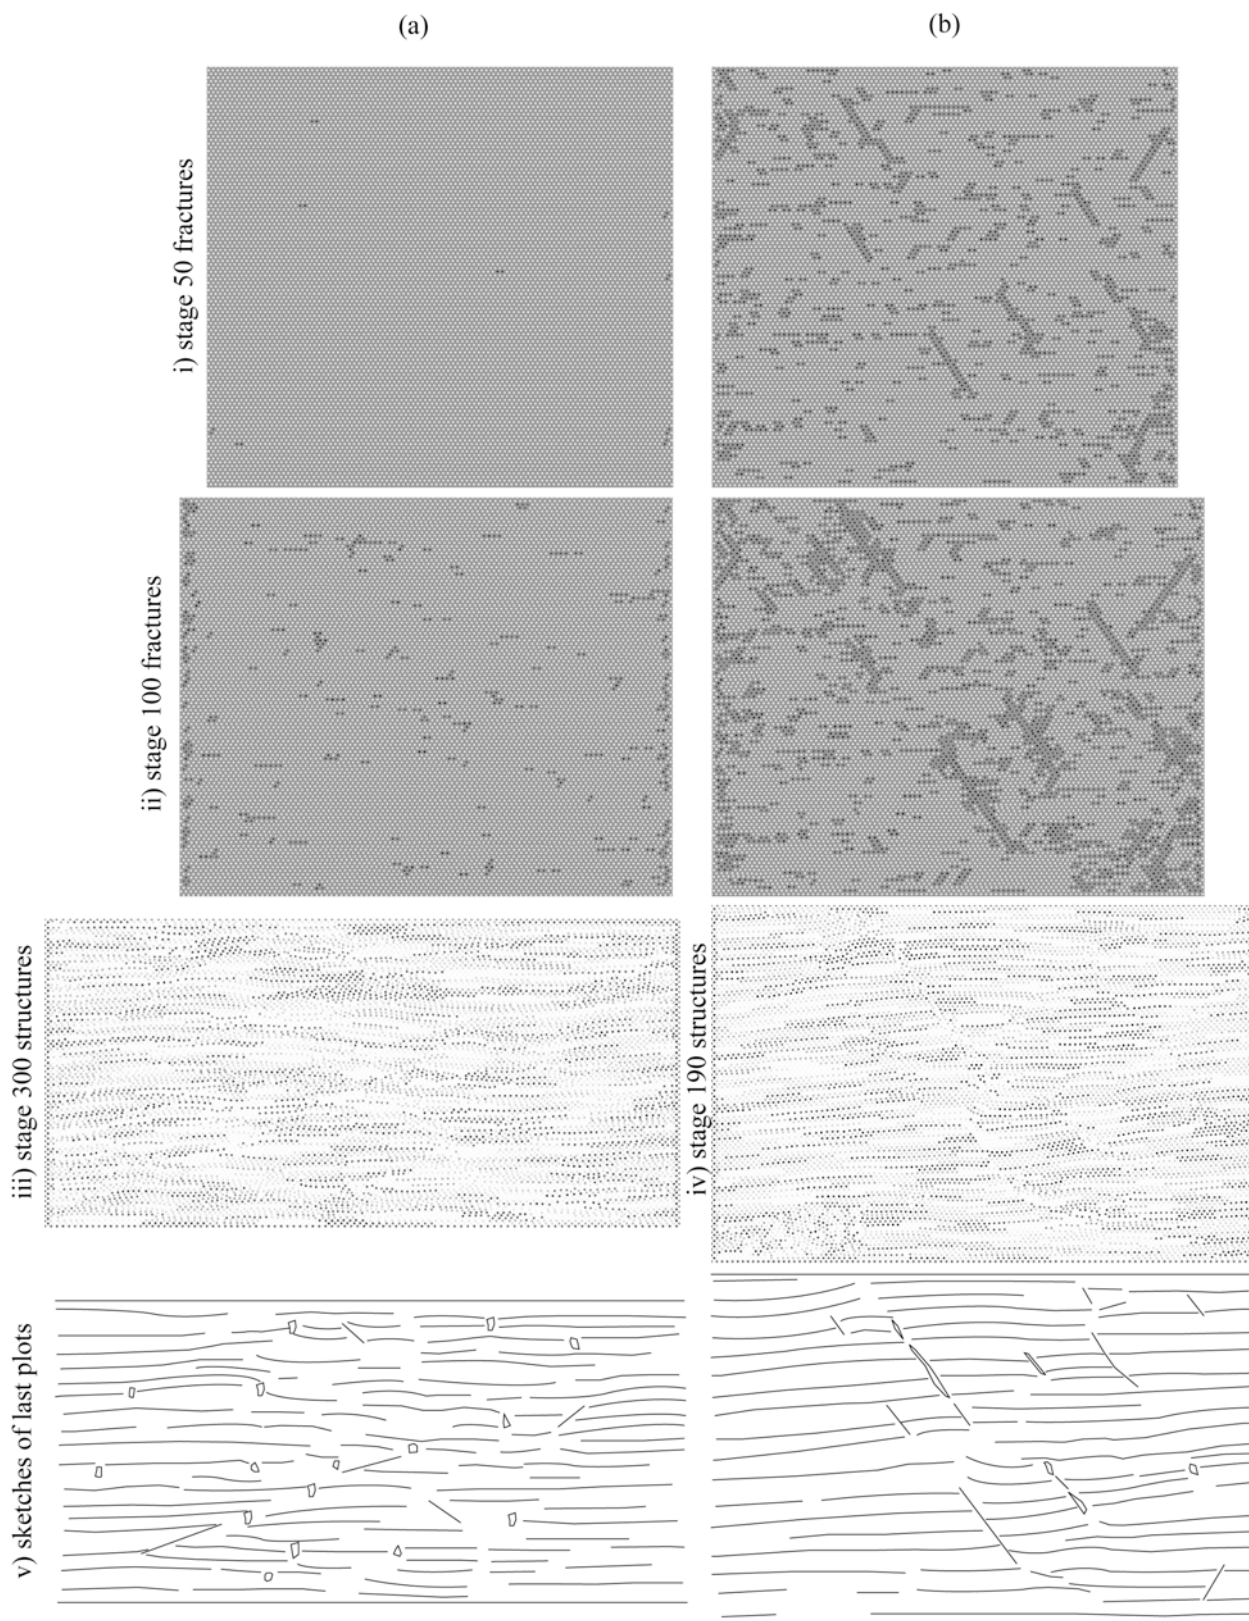 (a)
(b)
i) stage 50 fractures
ii) stage 100 fractures
iii) stage 300 structures
iv) stage 190 structures
v) sketches of last plots